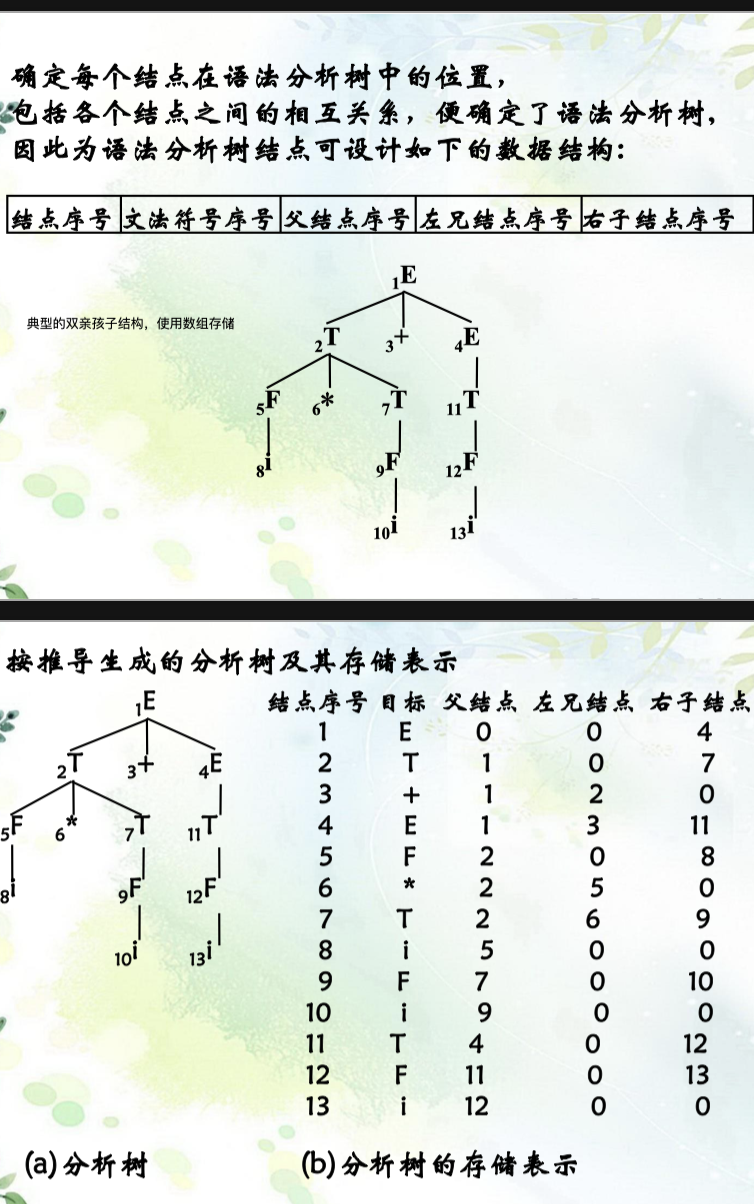 确定每个结点在语法分析树中的位置，
包括各个结点之间的相互关系，便确定了语法分析树，
因此为语法分析树结点可设计如下的数据结构：
结点序号 文法符号序号 父结点序号 左兄结点序号 右子结点序号
典型的双亲孩子结构，使用数组存储
1E
2T 3+ 4E
5F 6* 7T 11T
8i 9F 12F
10i 13i
按推导生成的分析树及其存储表示
1E
2T 3+ 4E
5F 6* 7T 11T
8i 9F 12F
10i 13i
结点序号 目标 父结点 左兄结点 右子结点
1 E 0 0 4
2 T 1 0 7
3 + 1 2 0
4 E 1 3 11
5 F 2 0 8
6 * 2 5 0
7 T 2 6 9
8 i 5 0 0
9 F 7 0 10
10 i 9 0 0
11 T 4 0 12
12 F 11 0 13
13 i 12 0 0
(a)分析树
(b)分析树的存储表示